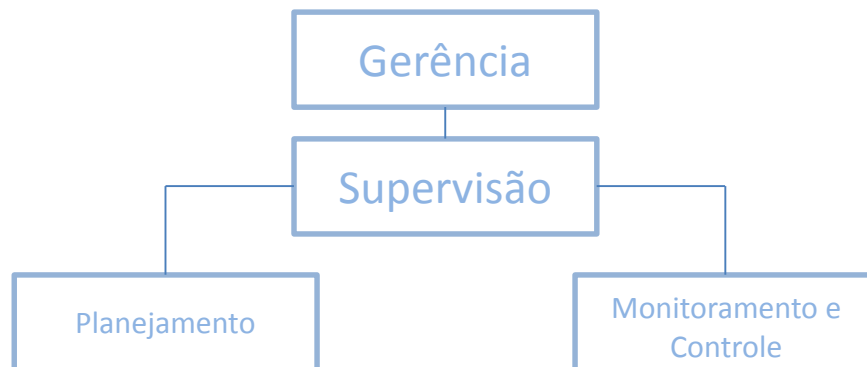 Gerência
Supervisão
Planejamento
Monitoramento e
Controle